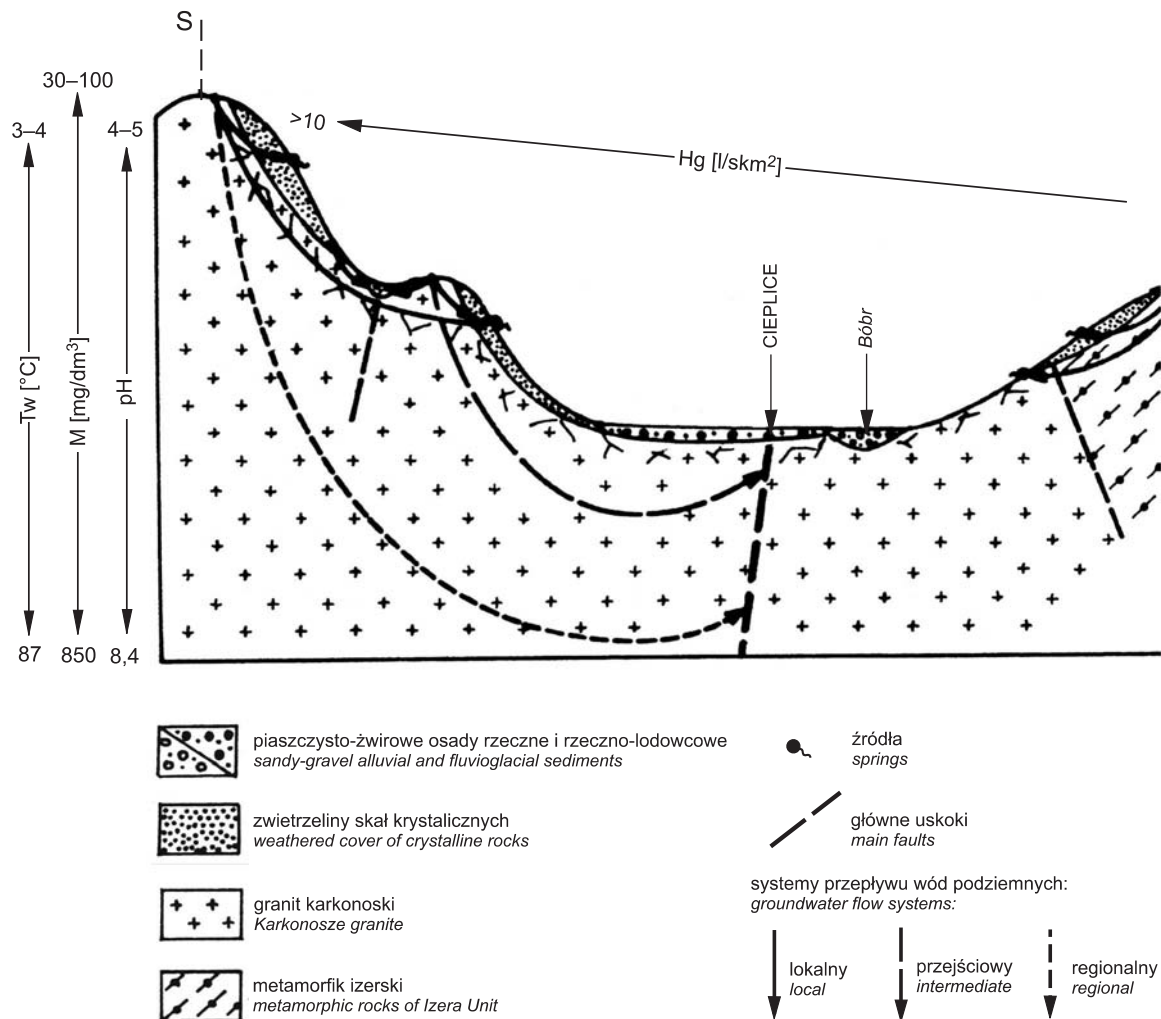 S
30–100
3–4
4–5
>10
Hg [l/skm²]
CIEPLICE
Bóbr
Tw [°C]
M [mg/dm³]
pH
87
850
8,4
piaszczysto-żwirowe osady rzeczne i rzeczno-lodowcowe
sandy-gravel alluvial and fluvioglacial sediments
zwietrzeliny skał krystalicznych
weathered cover of crystalline rocks
granit karkonoski
Karkonosze granite
metamorfik izerski
metamorphic rocks of Izera Unit
źródła
springs
główne uskoki
main faults
systemy przepływu wód podziemnych:
groundwater flow systems:
lokalny
local
przejściowy
intermediate
regionalny
regional